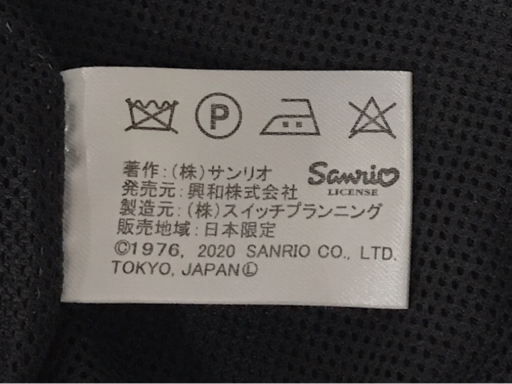 P
著作:(株)サンリオ
Sanrio
LICENSE
発売元:興和株式会社
製造元:(株)スイッチプランニング
販売地域:日本限定
©1976, 2020 SANRIO CO., LTD.
TOKYO, JAPANⓁ